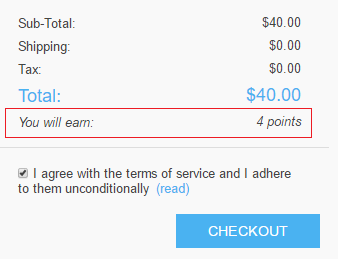 Sub-Total: $40.00
Shipping: $0.00
Tax: $0.00
Total: $40.00
You will earn: 4 points
I agree with the terms of service and I adhere
to them unconditionally (read)
CHECKOUT